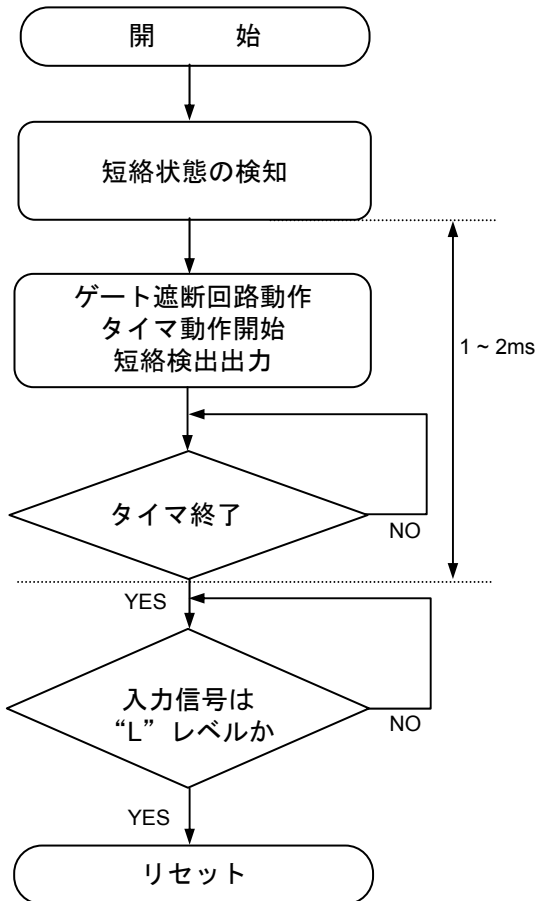 開 始
短絡状態の検知
ゲート遮断回路動作
タイマ動作開始
短絡検出出力
1 ~ 2ms
タイマ終了
NO
YES
入力信号は
“L” レベルか
NO
YES
リセット